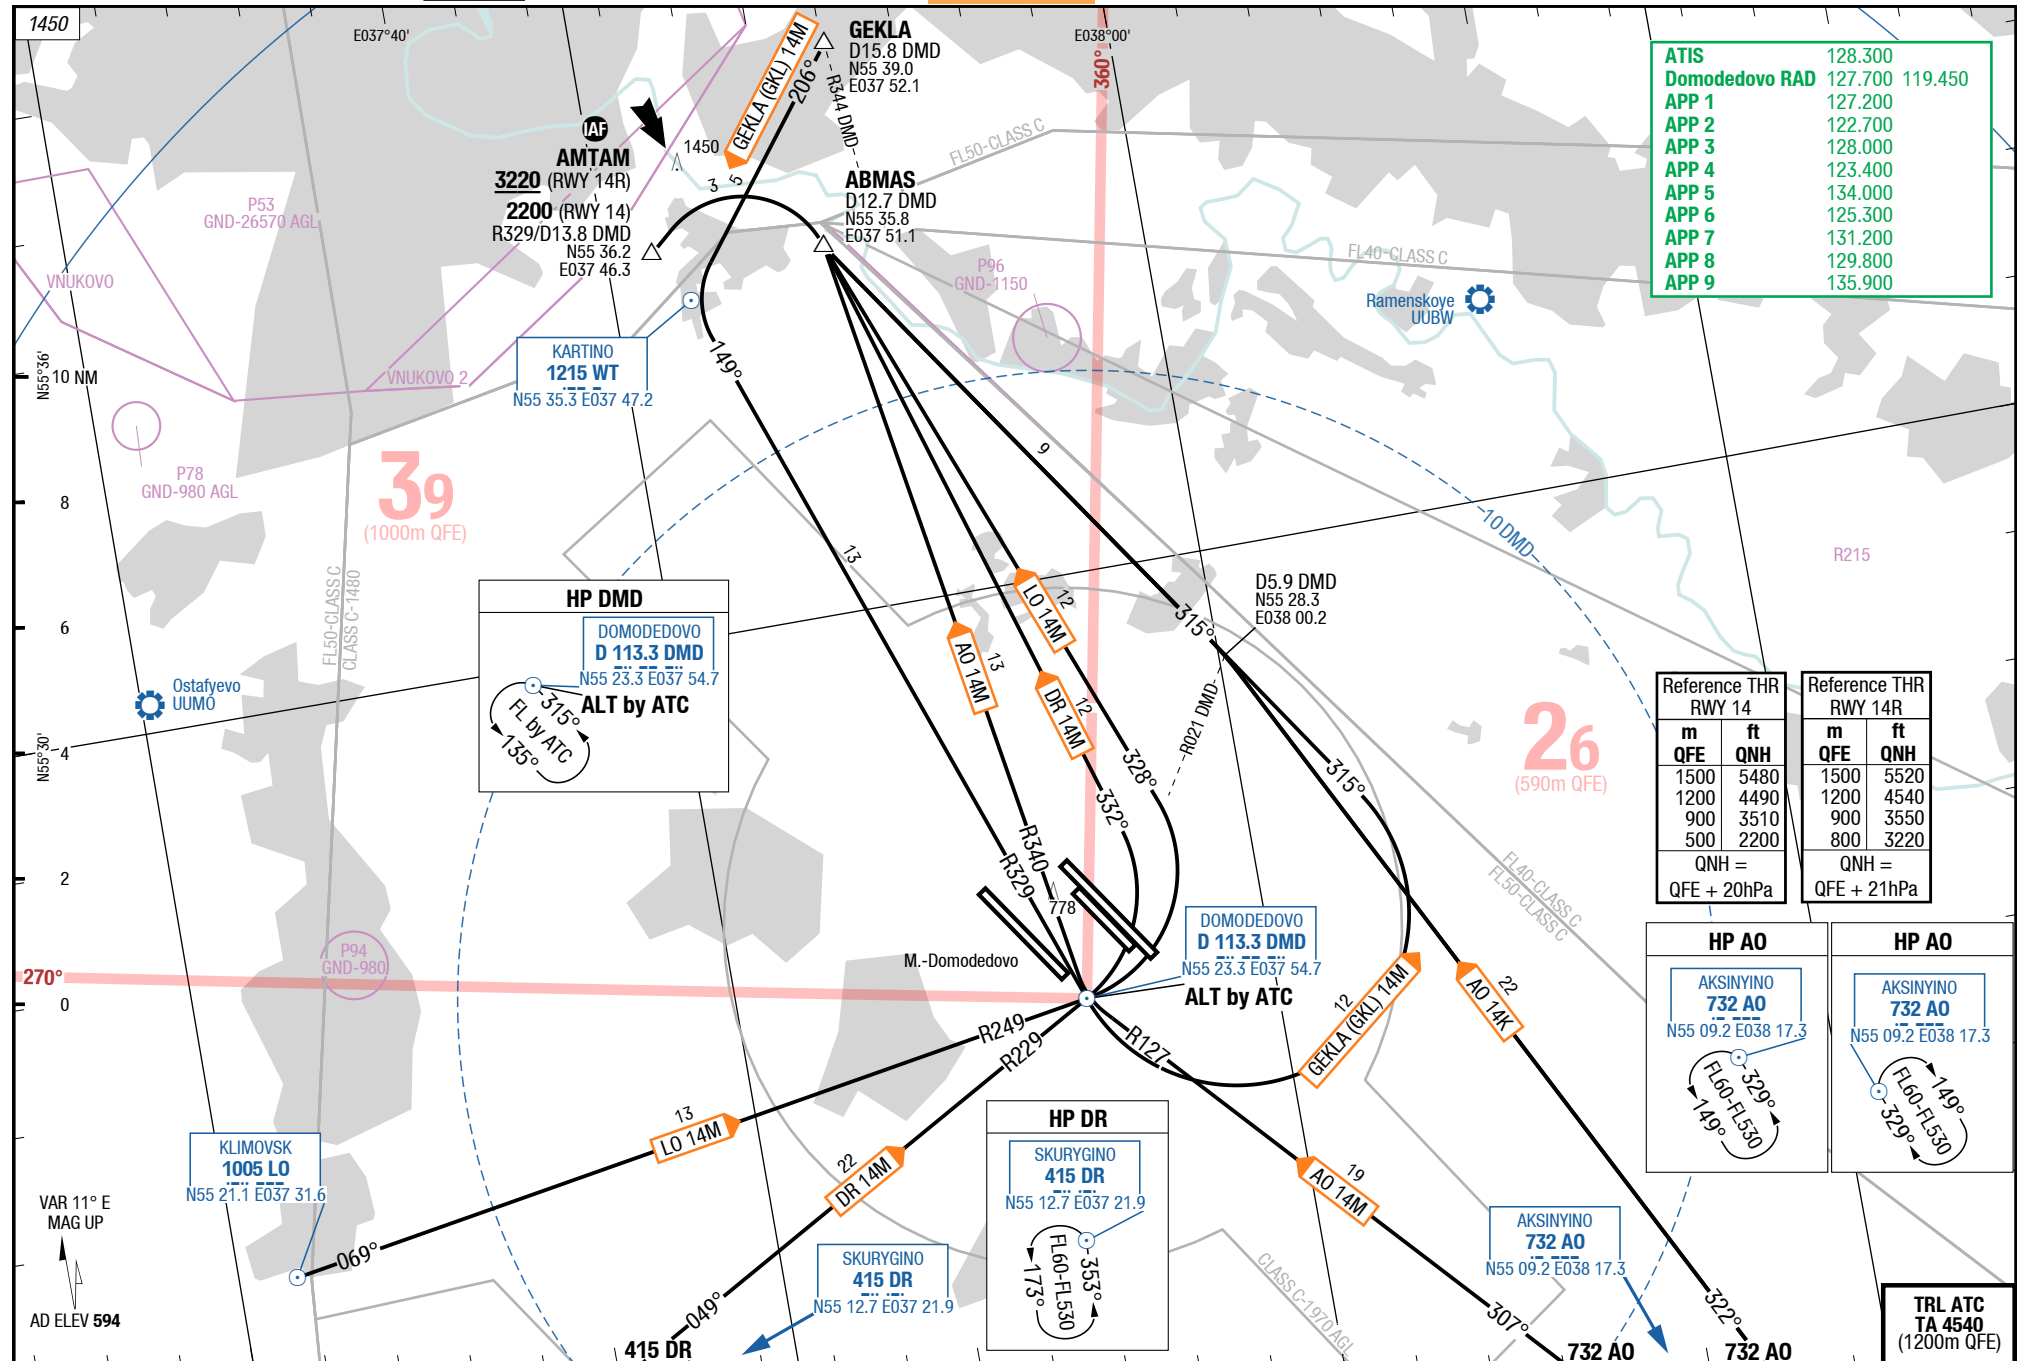 1450
E037°40'
GEKLA (GKL) 14M
206°
GEKLA
D15.8 DMD
N55 39.0
E037 52.1
R344 DMD
E038°00'
360°
ATIS 128.300
Domodedovo RAD 127.700 119.450
APP 1 127.200
APP 2 122.700
APP 3 128.000
APP 4 123.400
APP 5 134.000
APP 6 125.300
APP 7 131.200
APP 8 129.800
APP 9 135.900
IAF
AMTAM
3220 (RWY 14R)
2200 (RWY 14)
R329/D13.8 DMD
N55 36.2
E037 46.3
1450
3
5
ABMAS
D12.7 DMD
N55 35.8
E037 51.1
FL50-CLASS C
FL40-CLASS C
P53
GND-26570 AGL
VNUKOVO
VNUKOVO 2
P96
GND-1150
Ramenskoye
UUBW
KARTINO
1215 WT
N55 35.3 E037 47.2
149°
N55°36'
10 NM
P78
GND-980 AGL
39
(1000m QFE)
9
13
8
10 DMD
R215
FL50-CLASS C
CLASS C-1480
HP DMD
DOMODEDOVO
D 113.3 DMD
N55 23.3 E037 54.7
ALT by ATC
315°
FL by ATC
135°
6
LO 14M
12
A0 14M
13
DR 14M
12
315°
D5.9 DMD
N55 28.3
E038 00.2
R021 DMD
Ostafyevo
UUMO
N55°30'
4
328°
332°
315°
26
(590m QFE)
Reference THR
RWY 14
m ft
QFE QNH
1500 5480
1200 4490
900 3510
500 2200
QNH =
QFE + 20hPa
Reference THR
RWY 14R
m ft
QFE QNH
1500 5520
1200 4540
900 3550
800 3220
QNH =
QFE + 21hPa
2
R340
R329
778
FL40-CLASS C
FL50-CLASS C
P94
GND-980
270°
0
M.-Domodedovo
DOMODEDOVO
D 113.3 DMD
N55 23.3 E037 54.7
ALT by ATC
12
GEKLA (GKL) 14M
22
A0 14K
HP AO
AKSINYINO
732 AO
N55 09.2 E038 17.3
329°
FL60-FL530
149°
HP AO
AKSINYINO
732 AO
N55 09.2 E038 17.3
149°
FL60-FL530
329°
R249
R229
R127
13
LO 14M
22
DR 14M
19
A0 14M
HP DR
SKURYGINO
415 DR
N55 12.7 E037 21.9
353°
FL60-FL530
173°
KLIMOVSK
1005 LO
N55 21.1 E037 31.6
VAR 11° E
MAG UP
AD ELEV 594
069°
049°
415 DR
SKURYGINO
415 DR
N55 12.7 E037 21.9
CLASS C-1970 AGL
AKSINYINO
732 AO
N55 09.2 E038 17.3
307°
322°
732 AO
732 AO
TRL ATC
TA 4540
(1200m QFE)